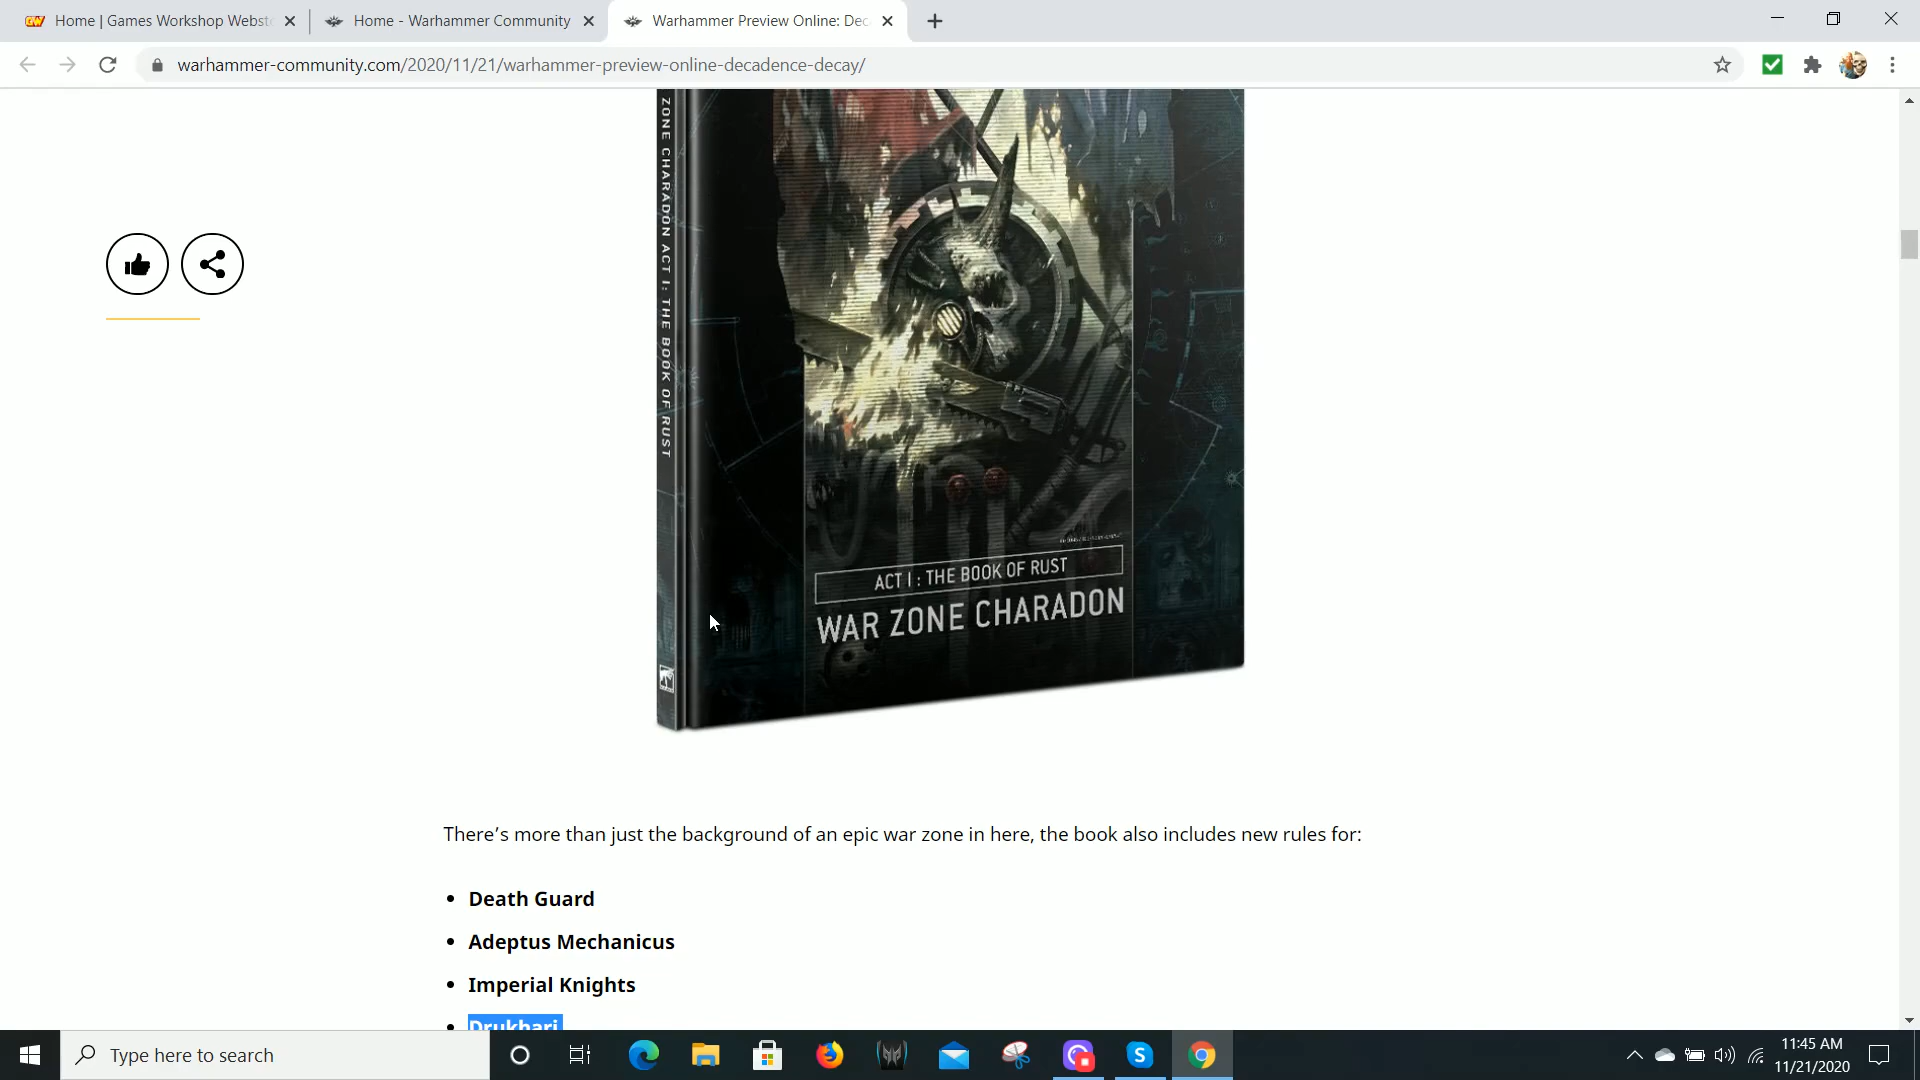 Home | Games Workshop Webst
Home - Warhammer Community
Warhammer Preview Online: Dec
warhammer-community.com/2020/11/21/warhammer-preview-online-decadence-decay/
ZONE CHARADON ACT I: THE BOOK OF RUST
ACT I : THE BOOK OF RUST
WAR ZONE CHARADON
There’s more than just the background of an epic war zone in here, the book also includes new rules for:
• Death Guard
• Adeptus Mechanicus
• Imperial Knights
• Drukhari
Type here to search
11:45 AM
11/21/2020